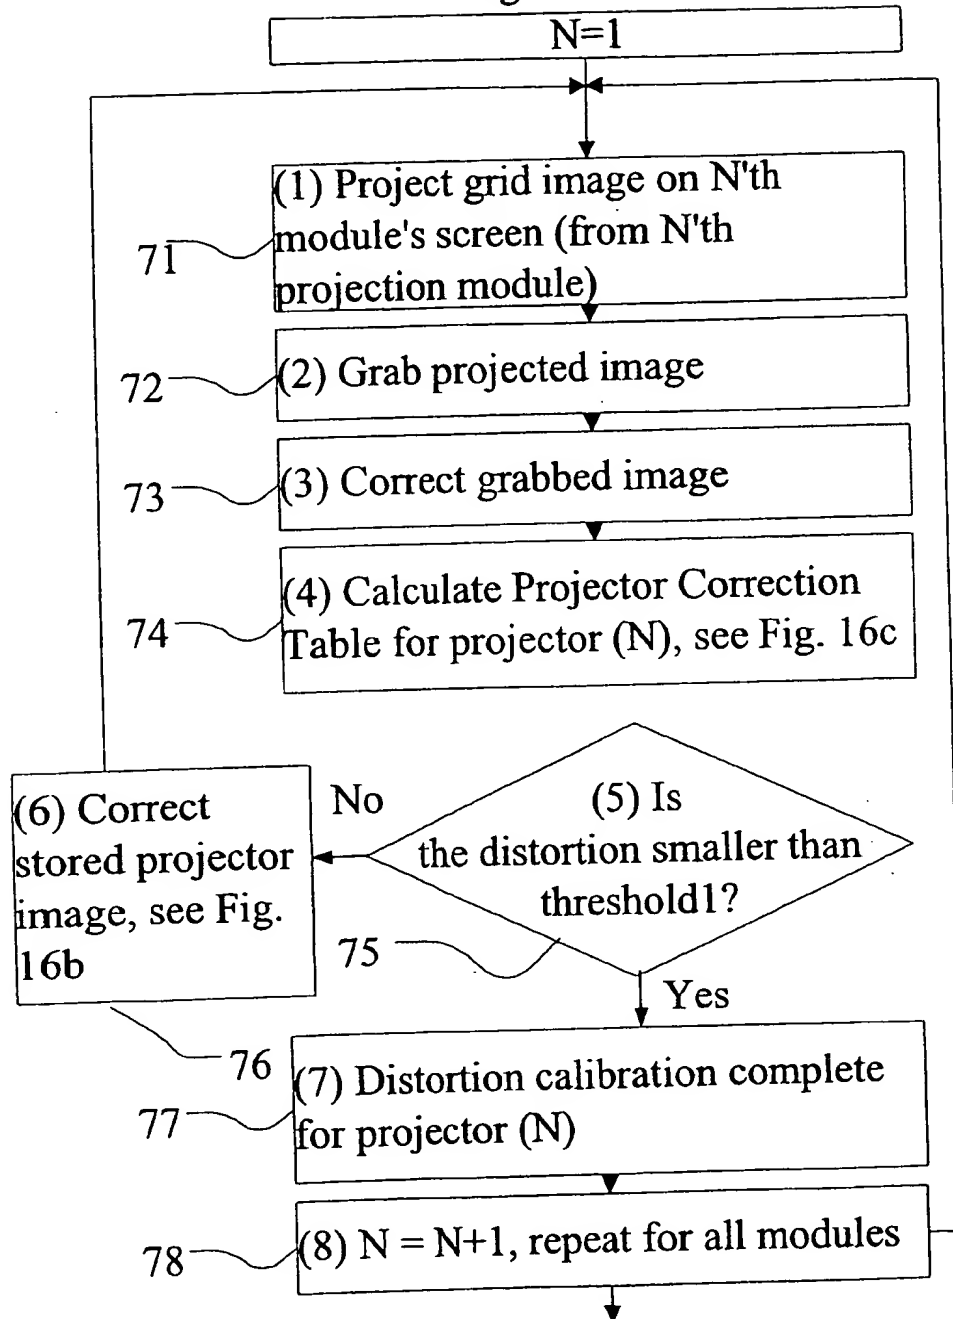 N=1
(1) Project grid image on N'th
module's screen (from N'th
projection module)
71
(2) Grab projected image
72
(3) Correct grabbed image
73
(4) Calculate Projector Correction
Table for projector (N), see Fig. 16c
74
(5) Is
the distortion smaller than
threshold1?
75
No
(6) Correct
stored projector
image, see Fig.
16b
76
Yes
(7) Distortion calibration complete
for projector (N)
77
(8) N = N+1, repeat for all modules
78